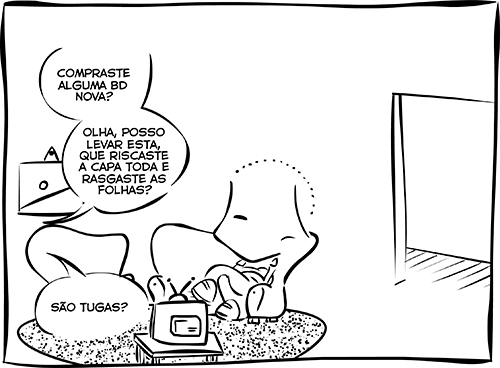 COMPRASTE
ALGUMA BD
NOVA?
OLHA, POSSO
LEVAR ESTA,
QUE RISCASTE
A CAPA TODA E
RASGASTE AS
FOLHAS?
SÃO TUGAS?